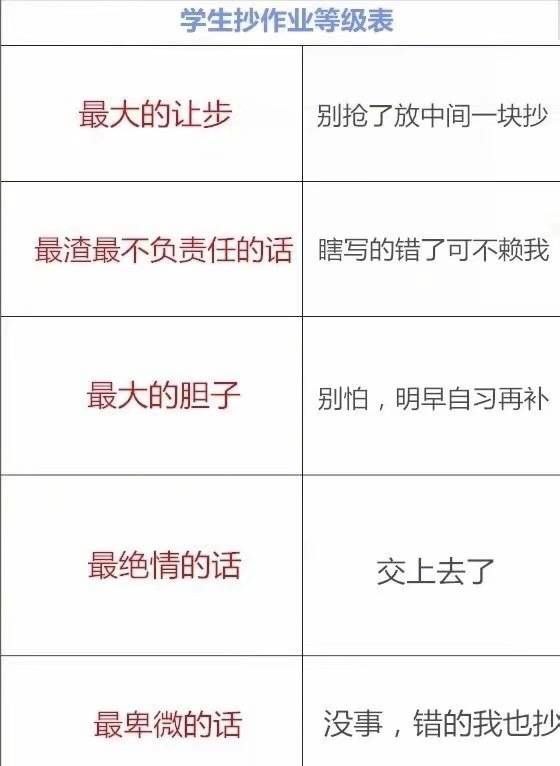 学生抄作业等级表
最大的让步 别抢了放中间一块抄
最渣最不负责任的话 瞎写的错了可不赖我
最大的胆子 别怕，明早自习再补
最绝情的话 交上去了
最卑微的话 没事，错的我也抄